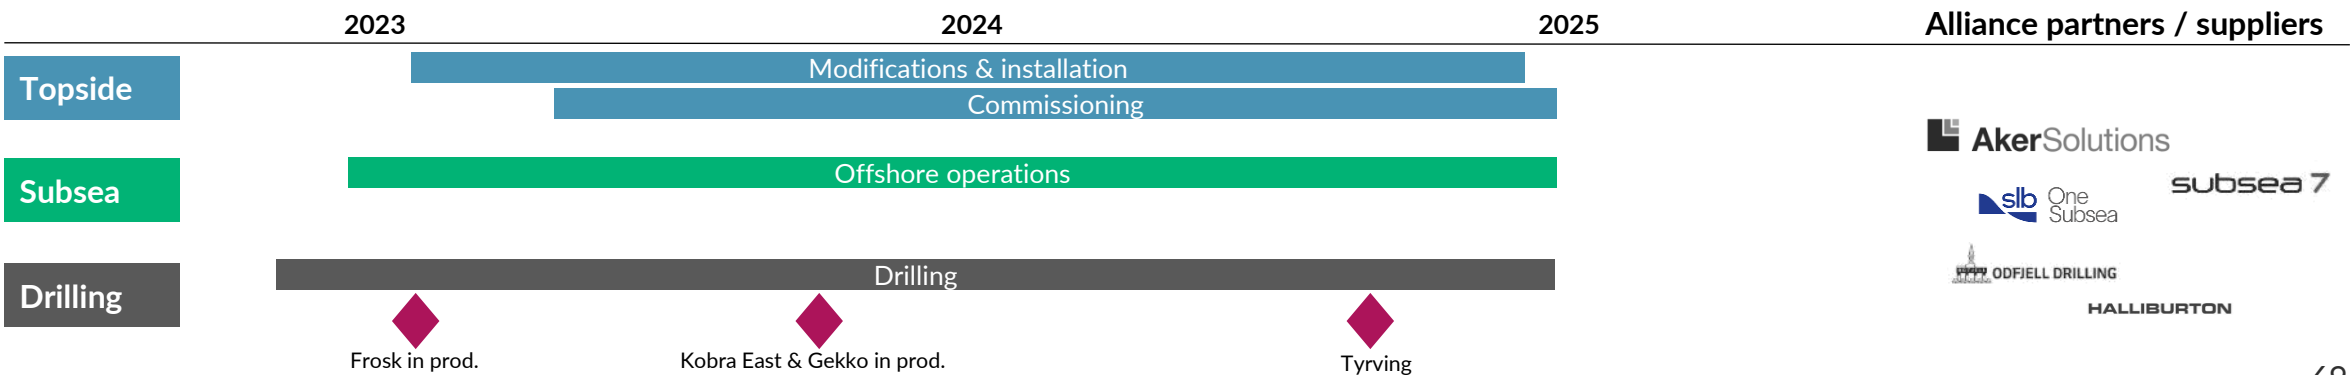 2023 2024 2025 Alliance partners / suppliers
Topside
Modifications & installation
Commissioning
AkerSolutions
Subsea
Offshore operations
subsea 7
slb One
Subsea
Drilling
Drilling
ODFJELL DRILLING
HALLIBURTON
Frosk in prod.
Kobra East & Gekko in prod.
Tyrving